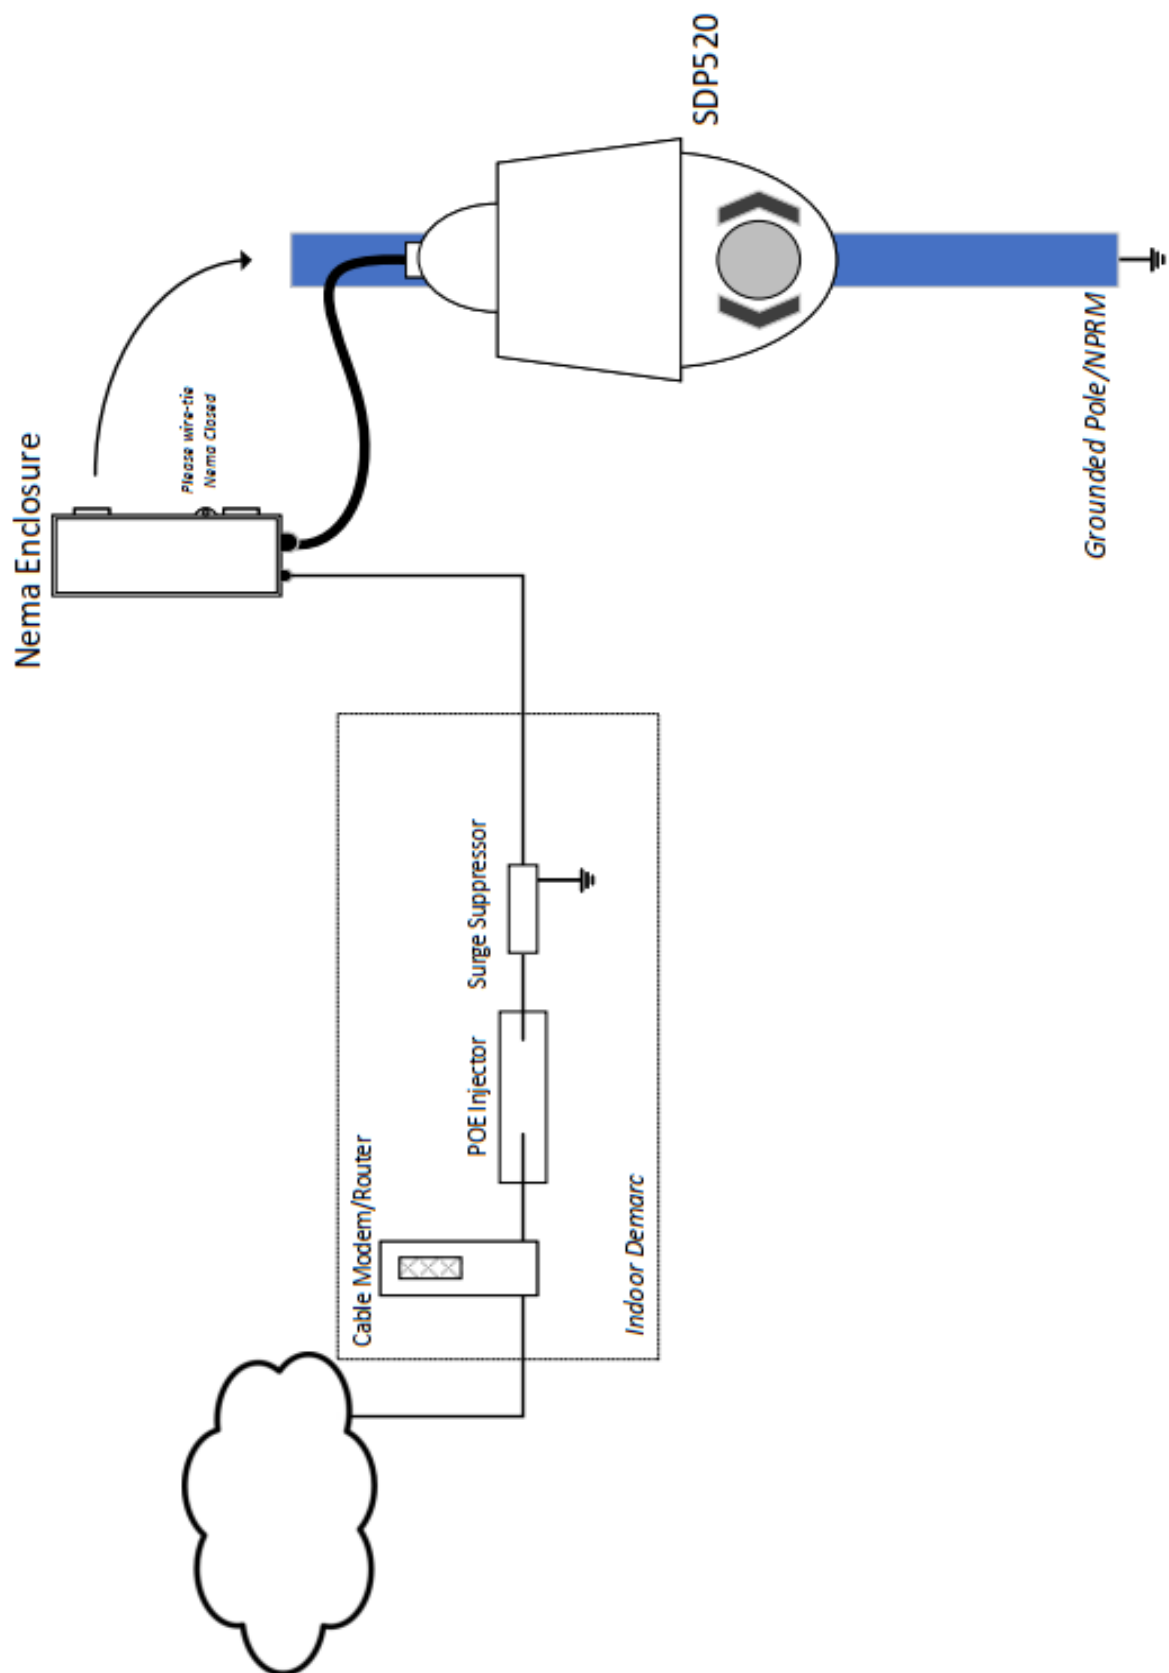 Nema Enclosure
Please wire-tie
Nema Closed
SDP520
Cable Modem/Router
POE Injector
Surge Suppressor
Indoor Demarc
Grounded Pole/NPRM